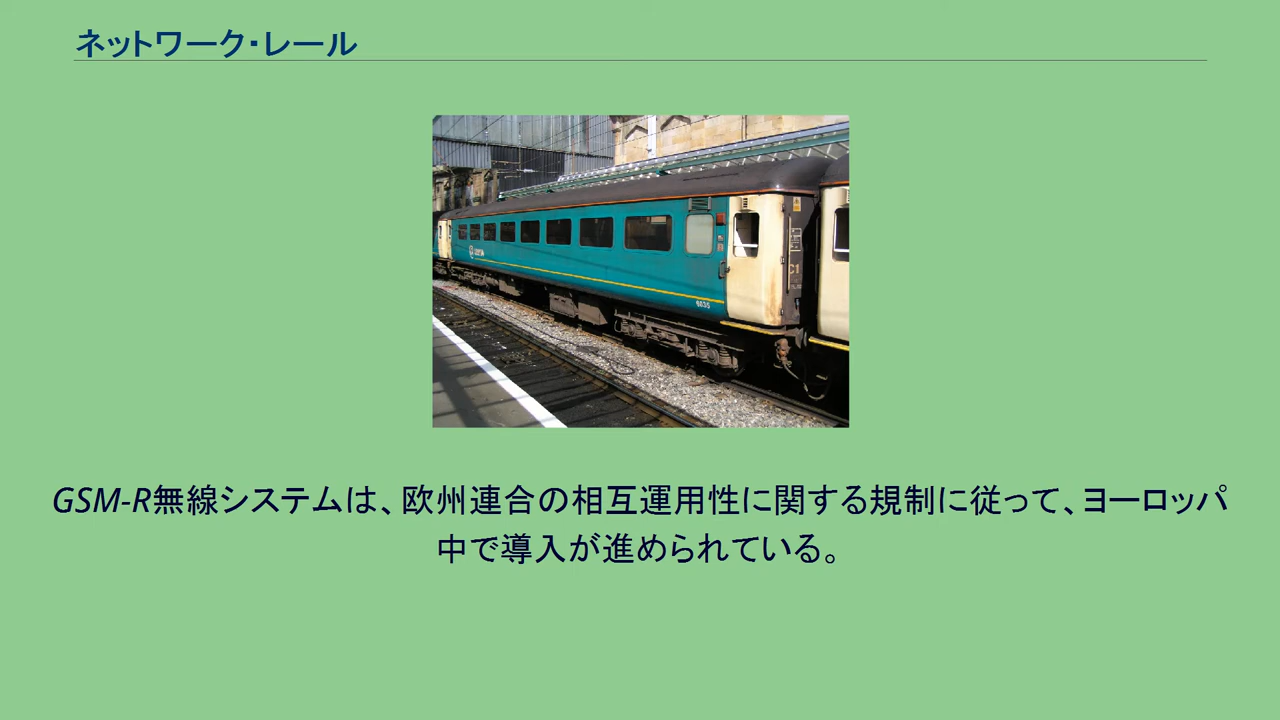 ネットワーク・レール
GSM-R無線システムは、欧州連合の相互運用性に関する規制に従って、ヨーロッパ
中で導入が進められている。